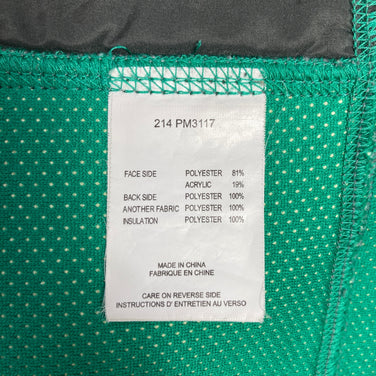 214 PM3117
FACE SIDE POLYESTER 81%
ACRYLIC 19%
BACK SIDE POLYESTER 100%
ANOTHER FABRIC POLYESTER 100%
INSULATION POLYESTER 100%
MADE IN CHINA
FABRIQUE EN CHINE
CARE ON REVERSE SIDE
INSTRUCTIONS D' ENTRETIEN AU VERSO